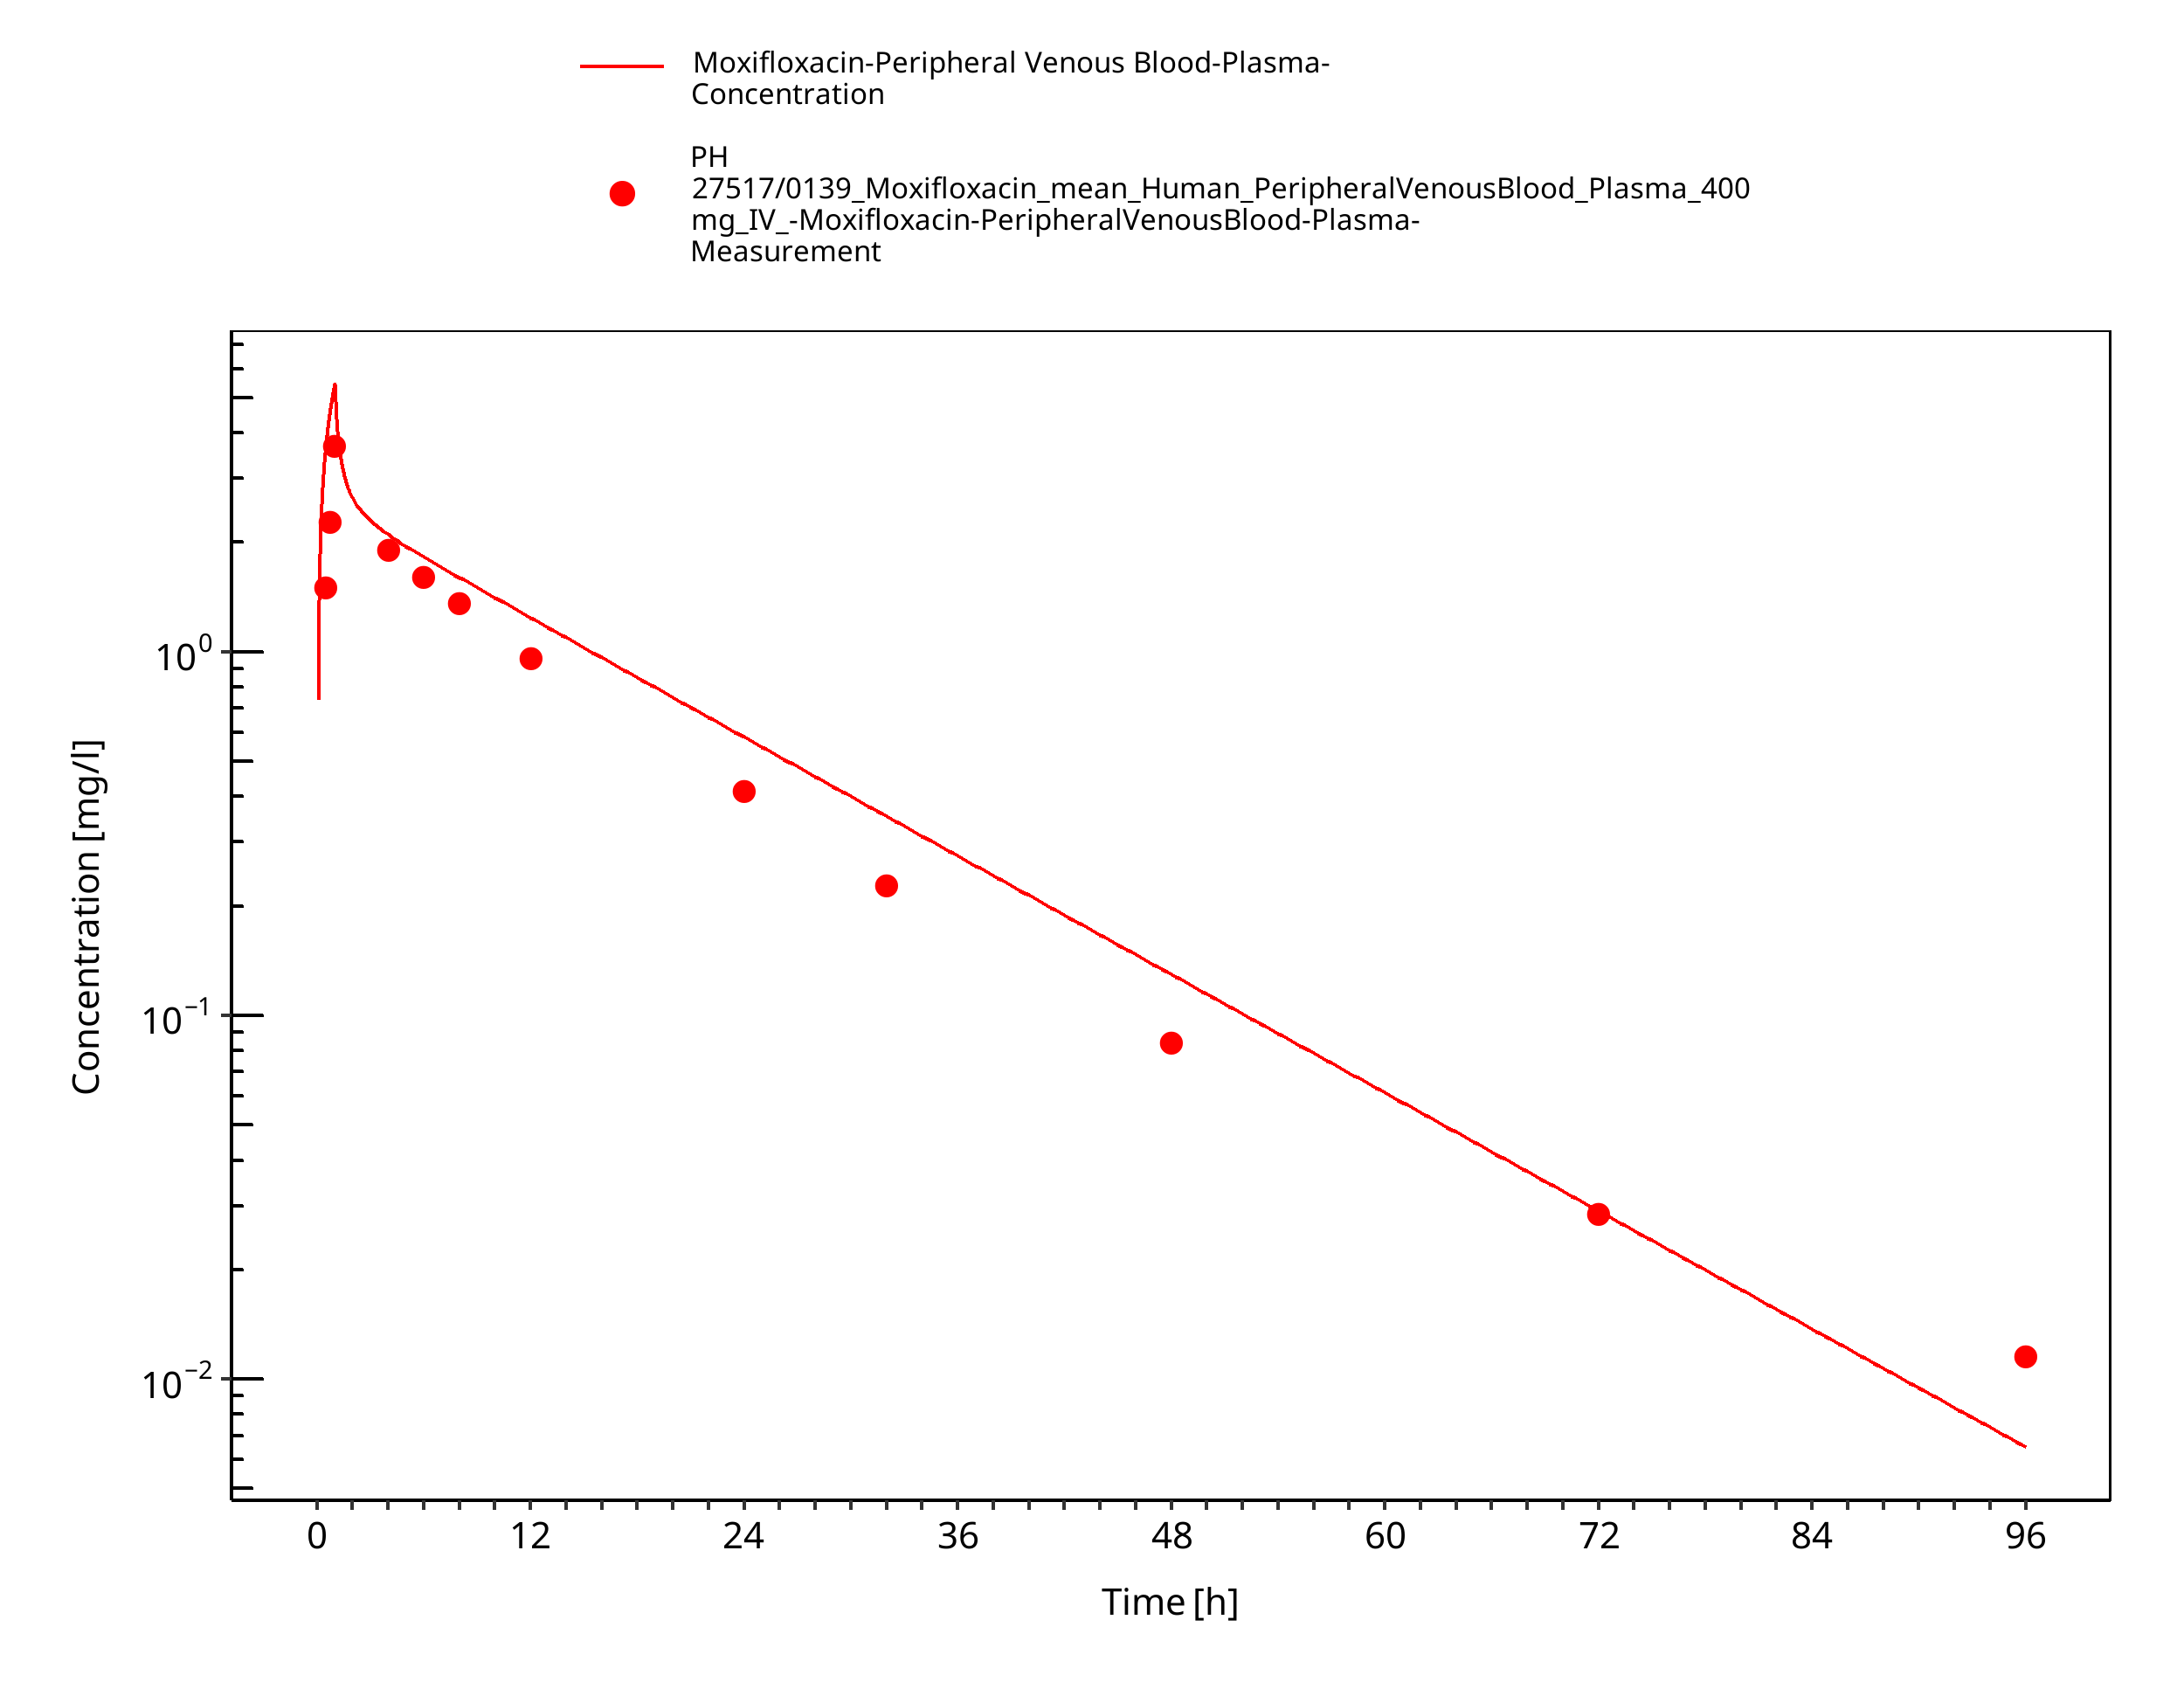 Moxifloxacin-Peripheral Venous Blood-Plasma-
Concentration
PH
27517/0139_Moxifloxacin_mean_Human_PeripheralVenousBlood_Plasma_400
mg_IV_-Moxifloxacin-PeripheralVenousBlood-Plasma-
Measurement
10^0
10^−1
10^−2
Concentration [mg/l]
0 12 24 36 48 60 72 84 96
Time [h]